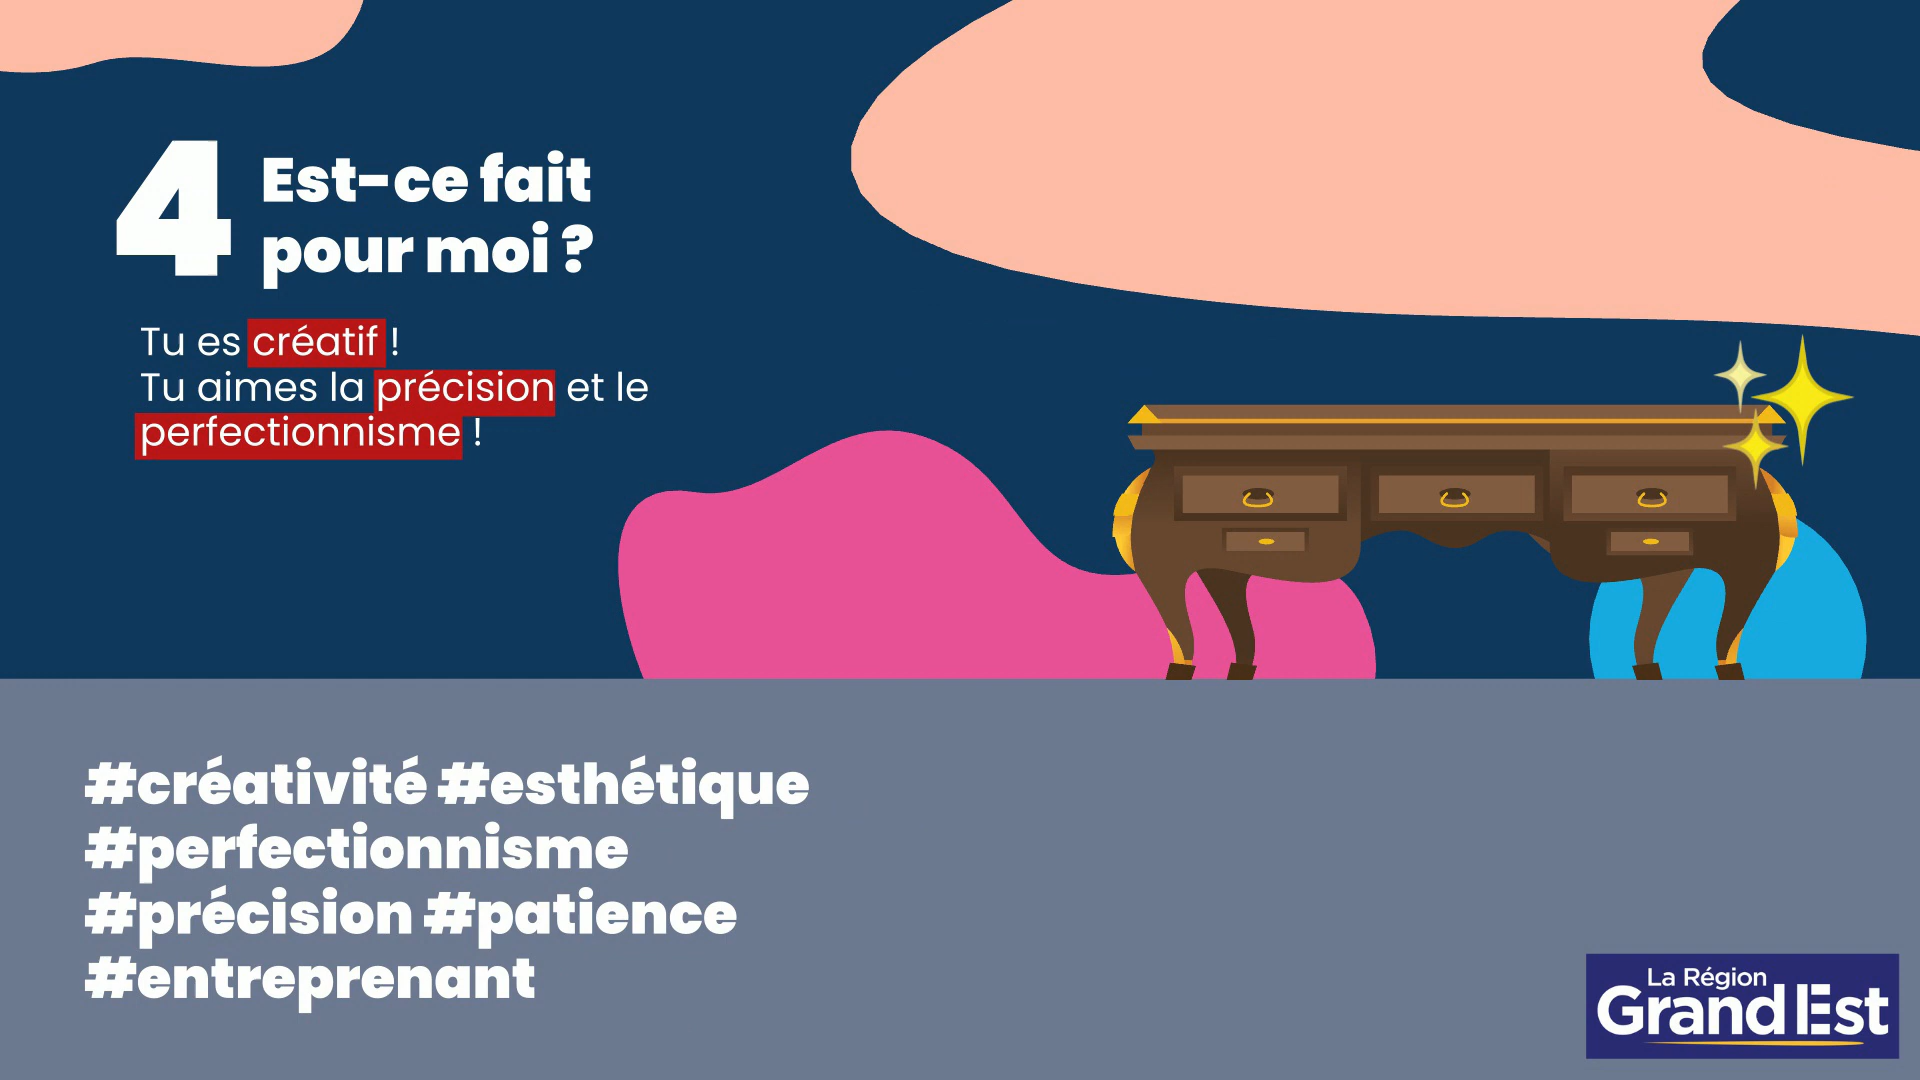 4
Est-ce fait
pour moi ?
Tu es créatif !
Tu aimes la précision et le
perfectionnisme !
#créativité #esthétique
#perfectionnisme
#précision #patience
#entreprenant
La Région
Grand Est